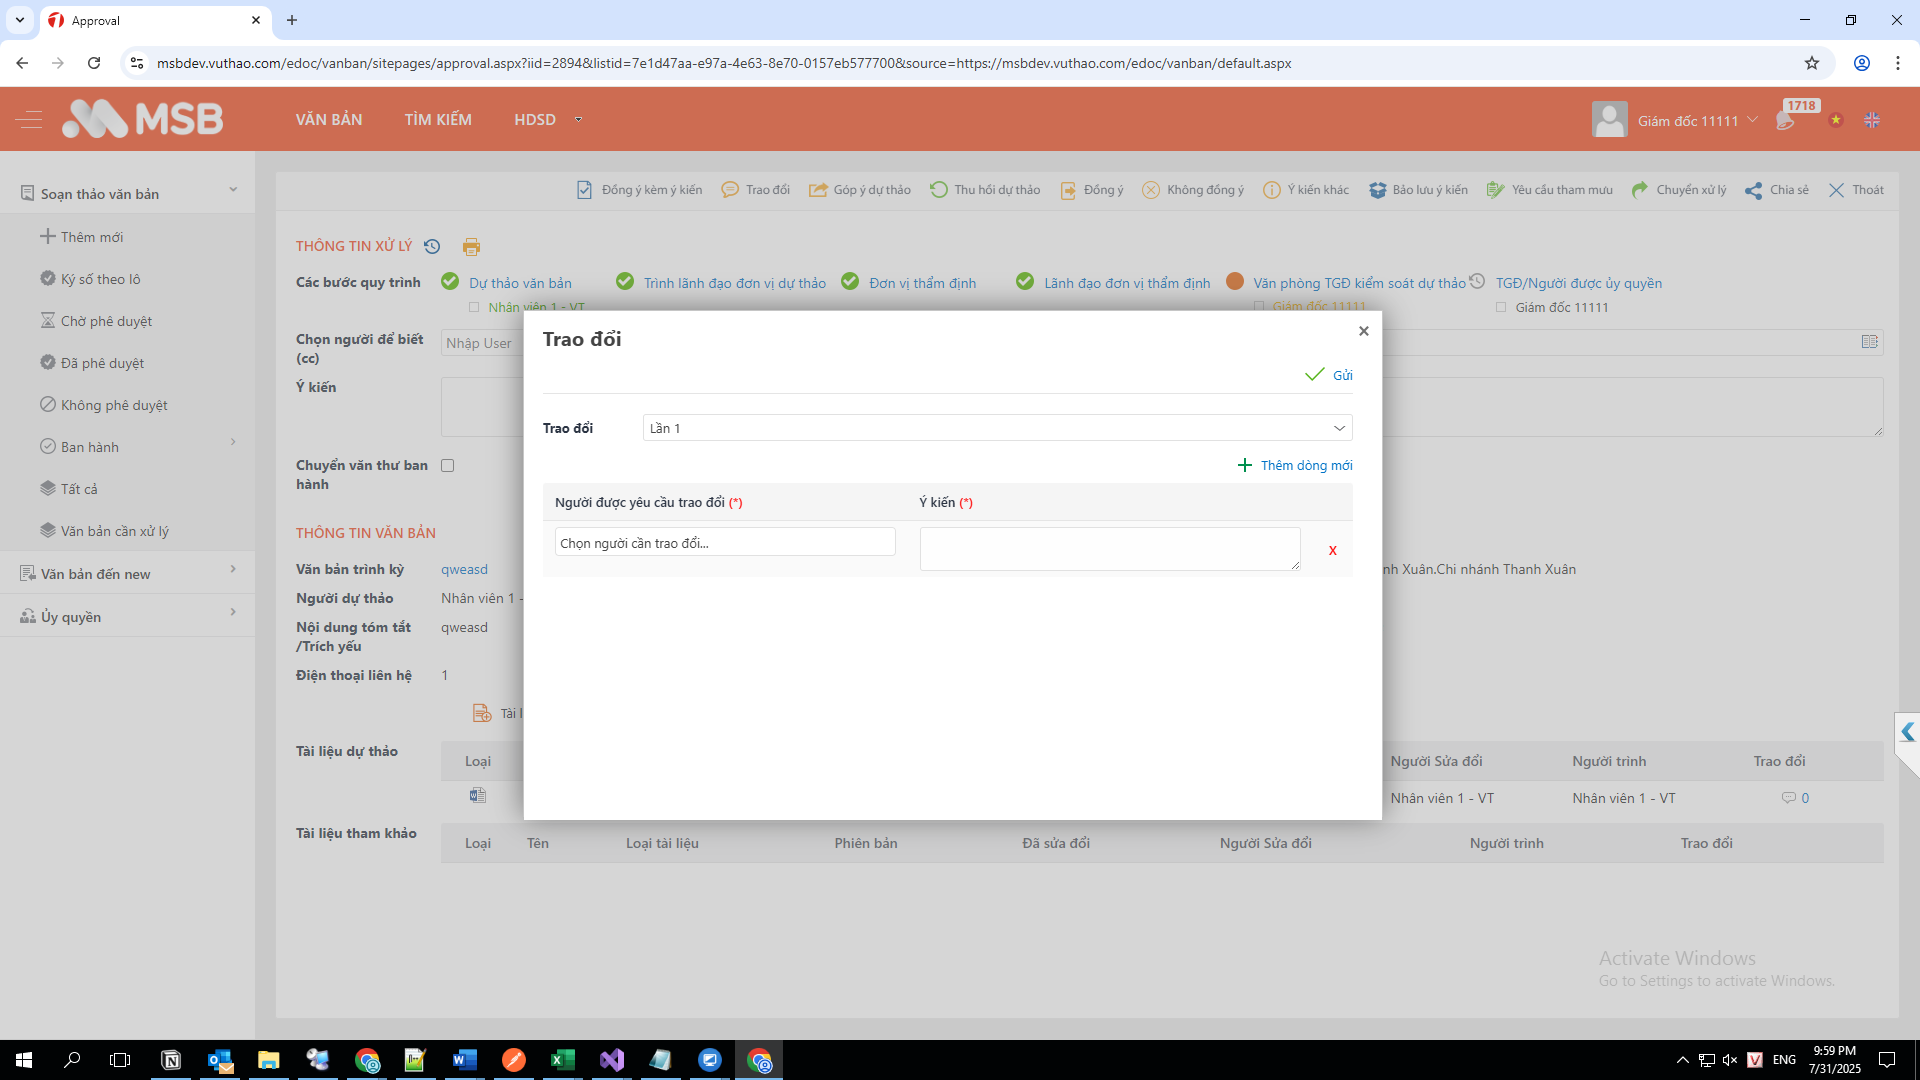 Approval
msbdev.vuthao.com/edoc/vanban/sitepages/approval.aspx?iid=2894&listid=7e1d47aa-e97a-4e63-8e70-0157eb577700&source=https://msbdev.vuthao.com/edoc/vanban/default.aspx
MSB
VĂN BẢN TÌM KIẾM HDSD
Giám đốc 11111
1718
Soạn thảo văn bản
Thêm mới
Ký số theo lô
Chờ phê duyệt
Đã phê duyệt
Không phê duyệt
Ban hành
Tất cả
Văn bản cần xử lý
Văn bản đến new
Ủy quyền
Đồng ý kèm ý kiến Trao đổi Góp ý dự thảo Thu hồi dự thảo Đồng ý Không đồng ý Ý kiến khác Bảo lưu ý kiến Yêu cầu tham mưu Chuyển xử lý Chia sẻ Thoát
THÔNG TIN XỬ LÝ
Các bước quy trình Dự thảo văn bản Trình lãnh đạo đơn vị dự thảo Đơn vị thẩm định Lãnh đạo đơn vị thẩm định Văn phòng TGĐ kiểm soát dự thảo TGĐ/Người được ủy quyền
Nhân viên 1 - VT Giám đốc 11111 Giám đốc 11111
Chọn người để biết (cc) Nhập User
Ý kiến
Chuyển văn thư ban hành
THÔNG TIN VĂN BẢN
Văn bản trình ký qweasd nh Xuân.Chi nhánh Thanh Xuân
Người dự thảo Nhân viên 1 -
Nội dung tóm tắt /Trích yếu qweasd
Điện thoại liên hệ 1
Tài l
Tài liệu dự thảo Loại Người Sửa đổi Người trình Trao đổi
Nhân viên 1 - VT Nhân viên 1 - VT 0
Tài liệu tham khảo Loại Tên Loại tài liệu Phiên bản Đã sửa đổi Người Sửa đổi Người trình Trao đổi
Trao đổi
×
Gửi
Trao đổi Lần 1
Thêm dòng mới
Người được yêu cầu trao đổi (*) Ý kiến (*)
Chọn người cần trao đổi... X
Activate Windows
Go to Settings to activate Windows.
ENG
9:59 PM
7/31/2025